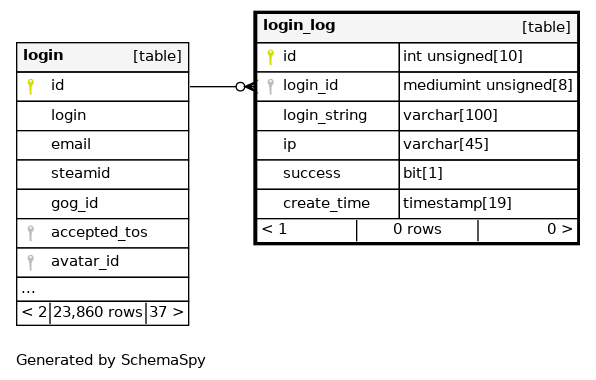 login [table]
id
login
email
steamid
gog_id
accepted_tos
avatar_id
...
< 2 23,860 rows 37 >
login_log [table]
id int unsigned[10]
login_id mediumint unsigned[8]
login_string varchar[100]
ip varchar[45]
success bit[1]
create_time timestamp[19]
< 1 0 rows 0 >
Generated by SchemaSpy